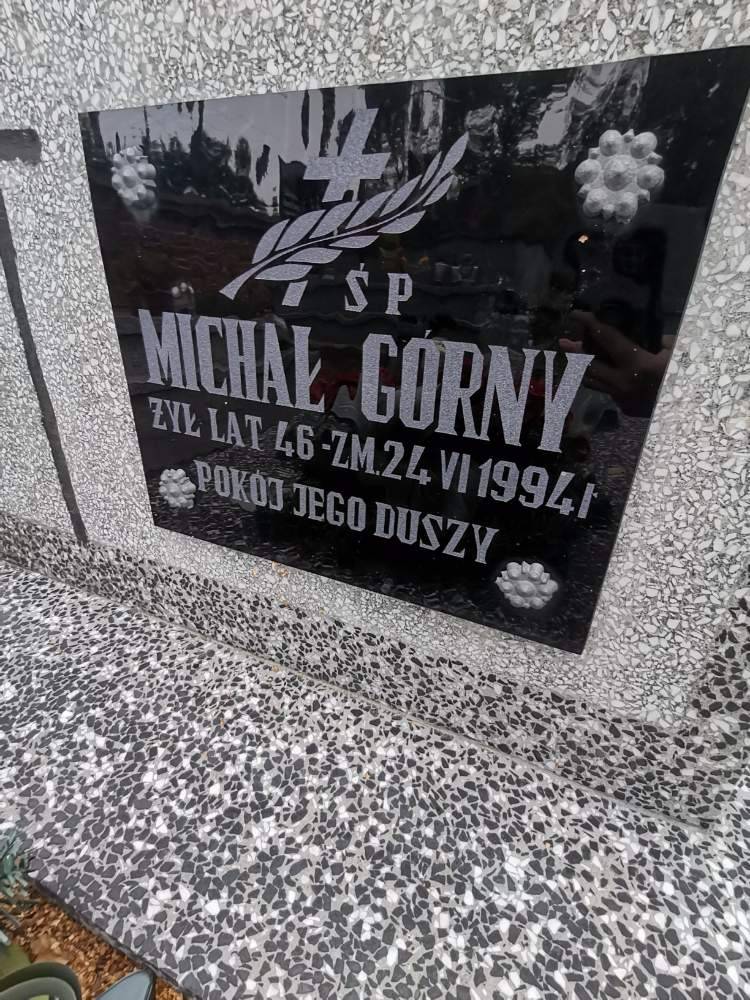 Ś P
MICHAŁ GÓRNY
ŻYŁ LAT 46 - ZM. 24 VI 1994 r
POKÓJ JEGO DUSZY